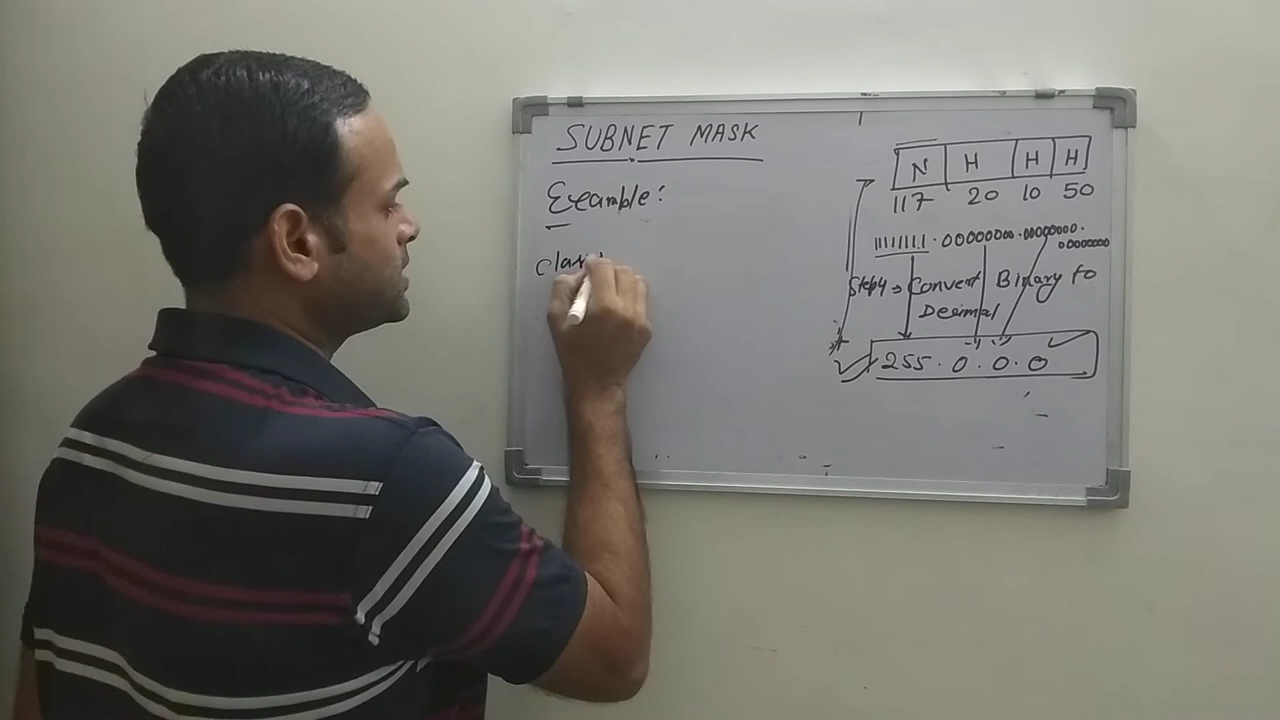 SUBNET MASK
Example:
Clas
N H H H
117 20 10 50
11111111.00000000.00000000.
00000000
Step4 → Convert Binary to
Decimal
255.0.0.0